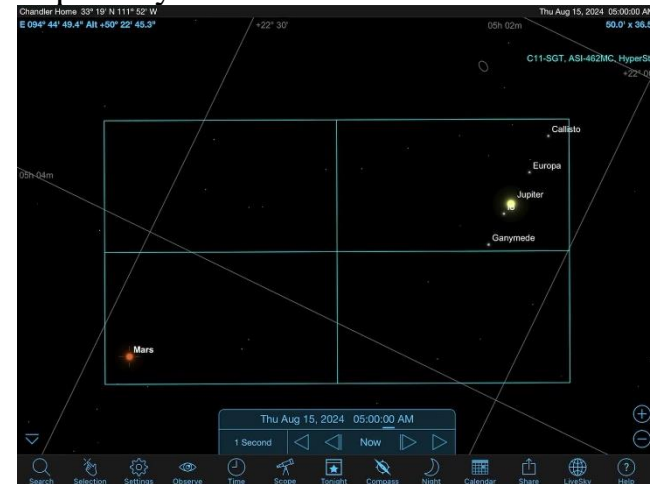 Chandler Home 33° 19' N 111° 52' W
Thu Aug 15, 2024 05:00:00 AM
E 094° 44' 49.4" Alt +50° 22' 45.3"
+22° 30'
05h 02m
50.0' x 36.5
C11-SGT, ASI-462MC, HyperSt
+22° 0
Callisto
05h 04m
Europa
Jupiter
Io
Ganymede
Mars
Thu Aug 15, 2024 05:00:00 AM
1 Second
Now
Search
Selection
Settings
Observe
Time
Scope
Tonight
Compass
Night
Calendar
Share
LiveSky
Help